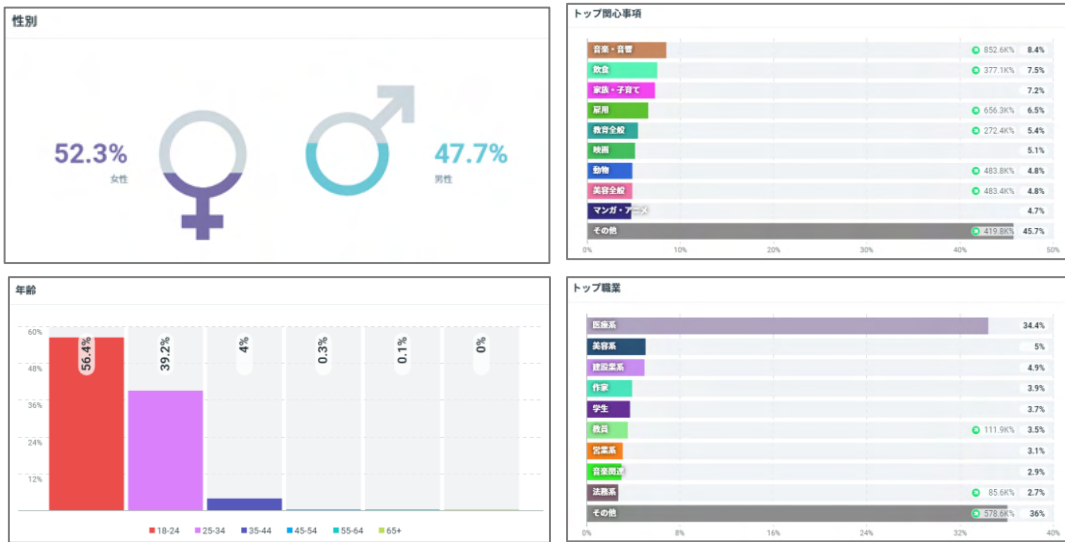 性別
52.3%
女性
47.7%
男性
トップ関心事項
音楽・音響 852.6K% 8.4%
飲食 377.1K% 7.5%
家族・子育て 7.2%
雇用 656.3K% 6.5%
教育全般 272.4K% 5.4%
映画 5.1%
動物 483.8K% 4.8%
美容全般 483.4K% 4.8%
マンガ・アニメ 4.7%
その他 419.8K% 45.7%
0% 10% 20% 30% 40% 50%
年齢
60%
48%
36%
24%
12%
56.4% 39.2% 4% 0.3% 0.1% 0%
18-24 25-34 35-44 45-54 55-64 65+
トップ職業
医療系 34.4%
美容系 5%
建設業系 4.9%
作家 3.9%
学生 3.7%
教員 111.9K% 3.5%
営業系 3.1%
音楽関連 2.9%
法務系 85.6K% 2.7%
その他 578.6K% 36%
0% 8% 16% 24% 32% 40%